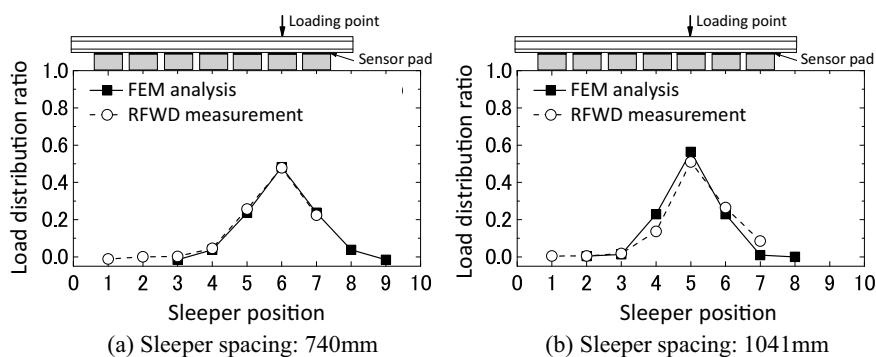 Loading point
Sensor pad
Load distribution ratio
1.0
0.8
0.6
0.4
0.2
0.0
FEM analysis
RFWD measurement
0 1 2 3 4 5 6 7 8 9 10
Sleeper position
(a) Sleeper spacing: 740mm
Loading point
Sensor pad
Load distribution ratio
1.0
0.8
0.6
0.4
0.2
0.0
FEM analysis
RFWD measurement
0 1 2 3 4 5 6 7 8 9 10
Sleeper position
(b) Sleeper spacing: 1041mm